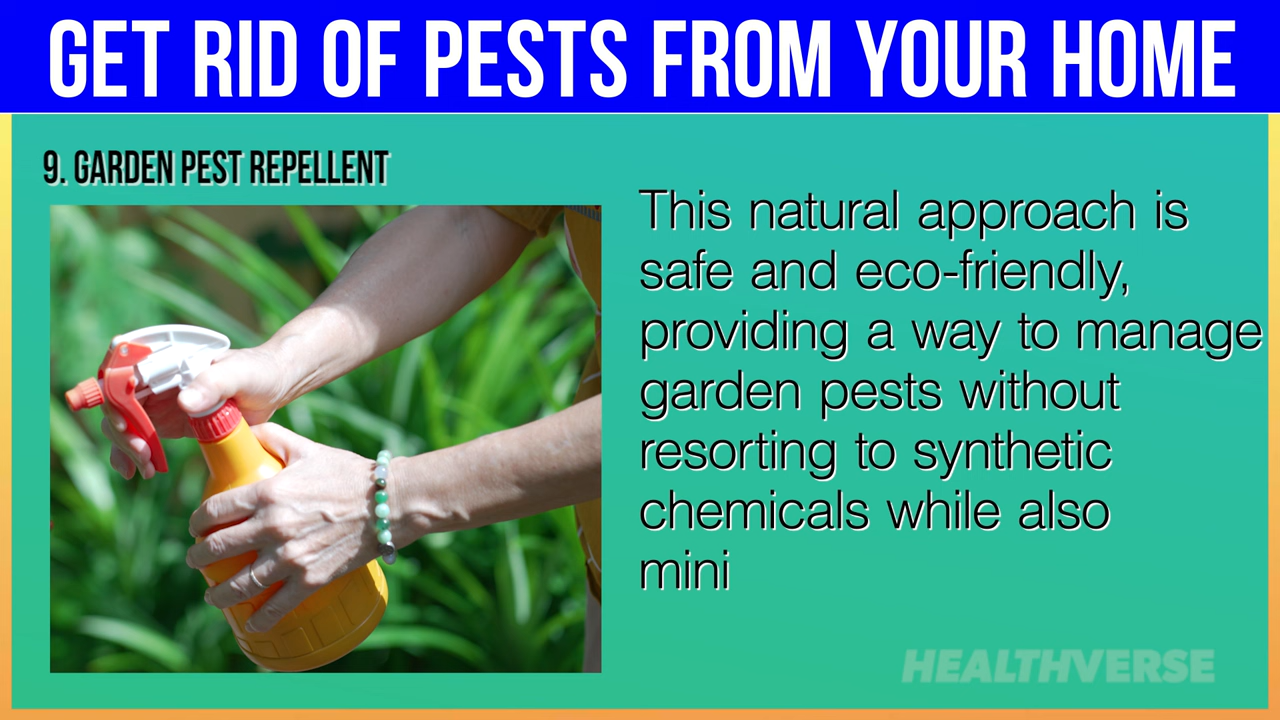 GET RID OF PESTS FROM YOUR HOME
9. GARDEN PEST REPELLENT
This natural approach is
safe and eco-friendly,
providing a way to manage
garden pests without
resorting to synthetic
chemicals while also
mini
HEALTHVERSE